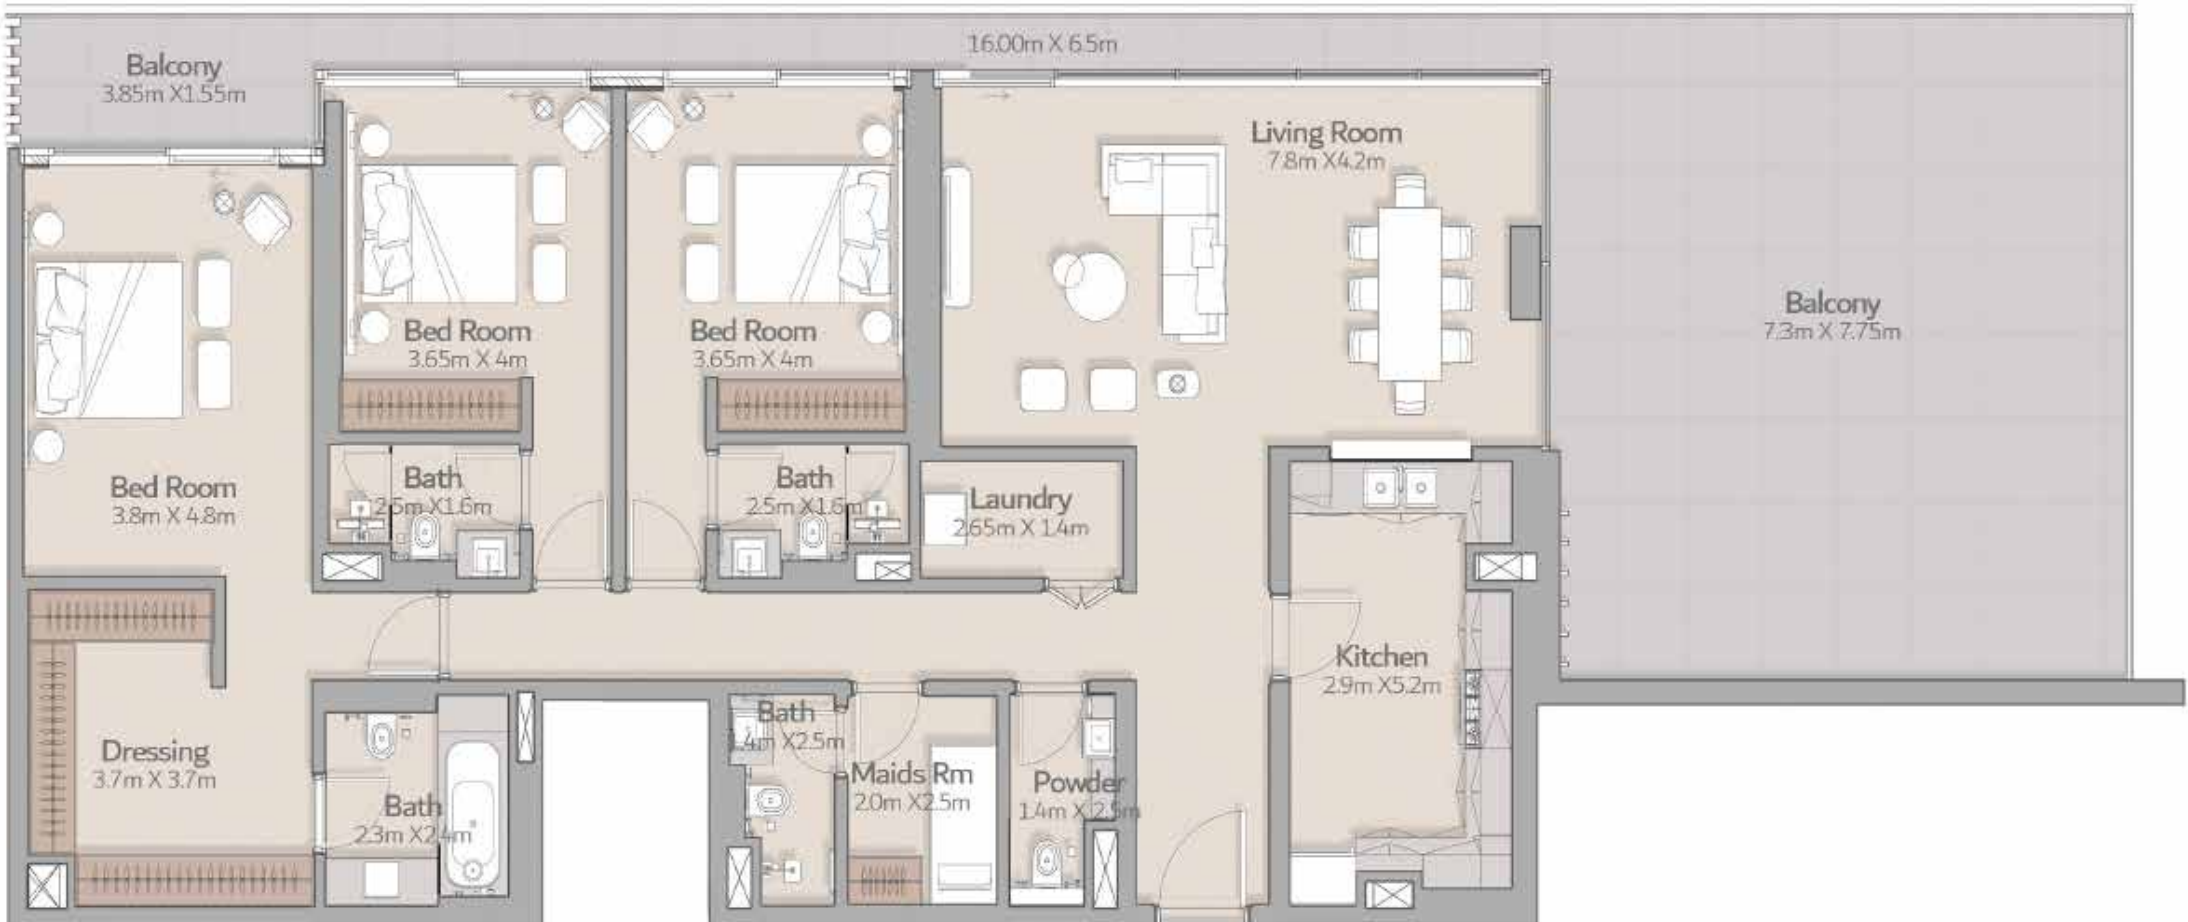 16.00m X 6.5m
Balcony
3.85m X1.55m
Living Room
7.8m X4.2m
Balcony
7.3m X 7.75m
Bed Room
3.65m X 4m
Bed Room
3.65m X 4m
Bed Room
3.8m X 4.8m
Bath
2.5m X1.6m
Bath
2.5m X1.6m
Laundry
2.65m X 1.4m
Kitchen
2.9m X5.2m
Dressing
3.7m X 3.7m
Bath
2.3m X2.4m
Bath
4m X2.5m
Maids Rm
2.0m X2.5m
Powder
1.4m X 2.5m